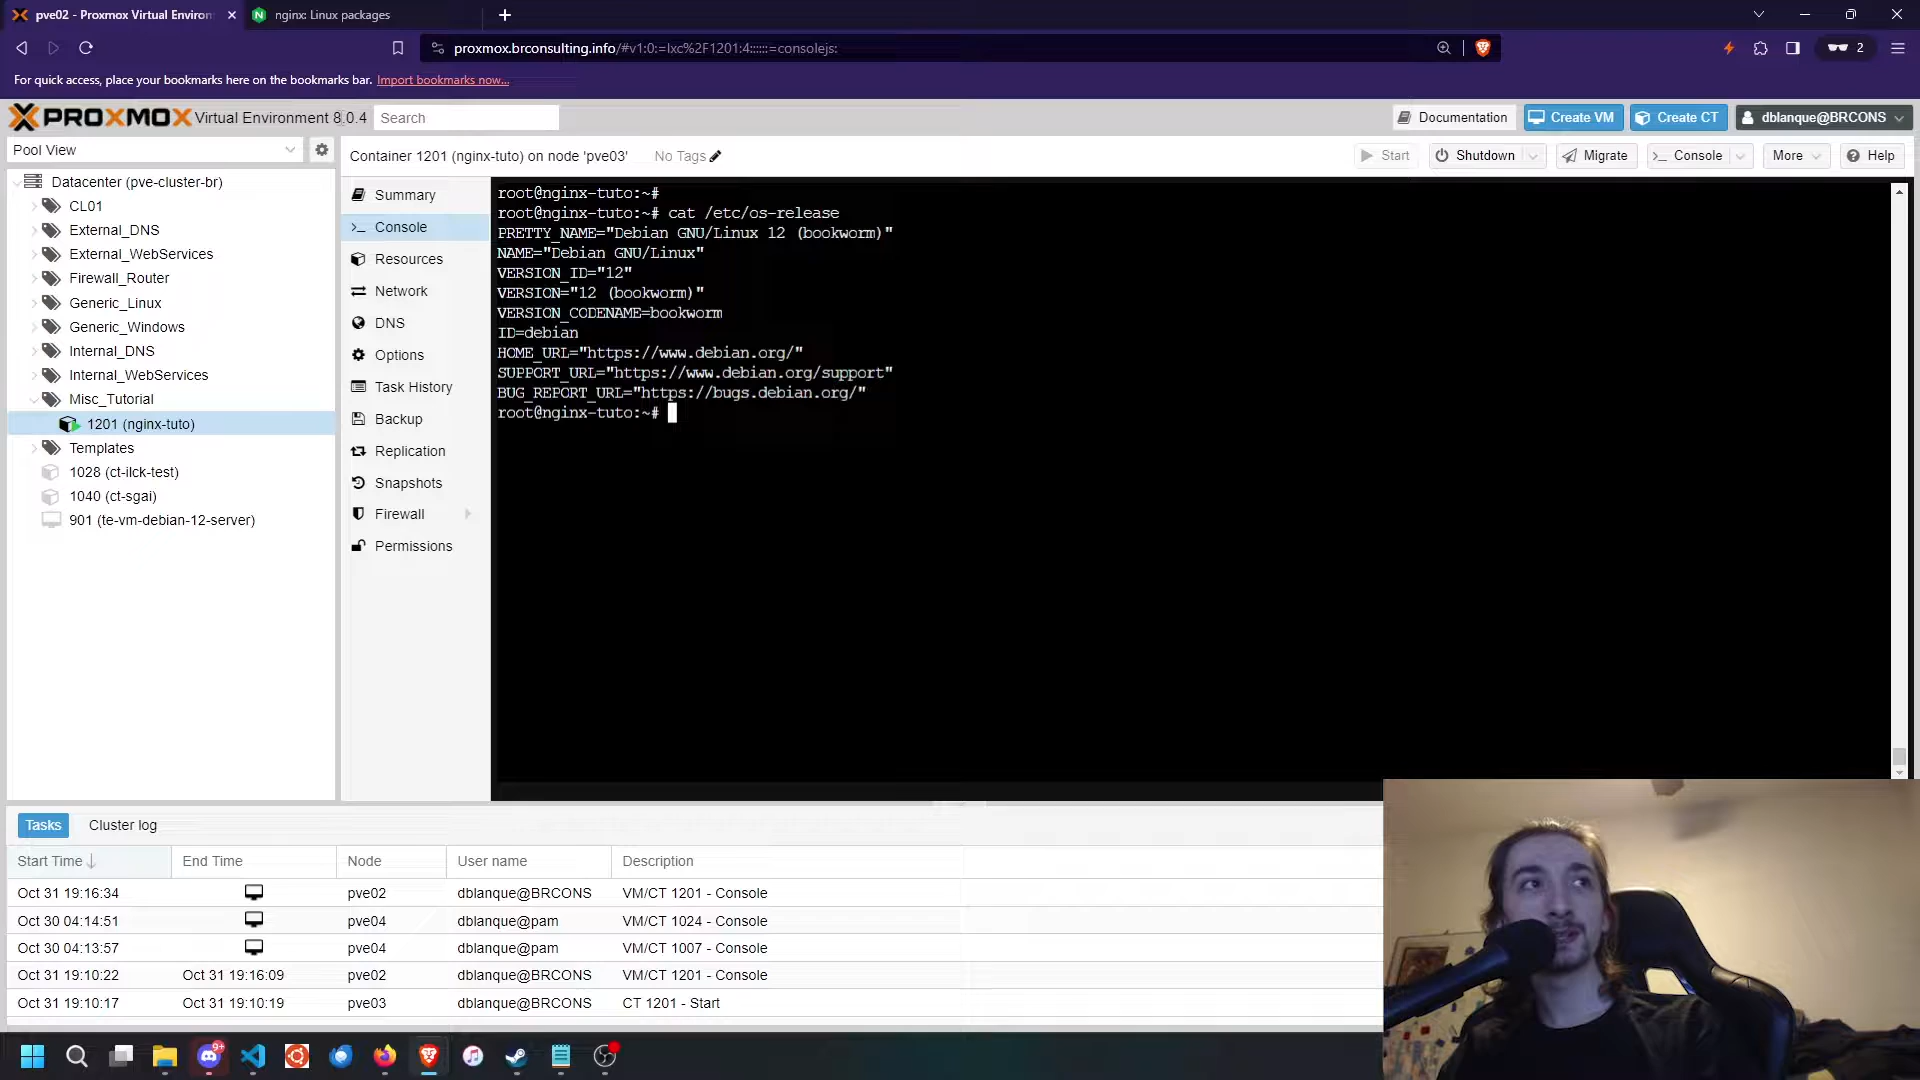 pve02 - Proxmox Virtual Environ
nginx: Linux packages
proxmox.brconsulting.info/#v1:0:=lxc%2F1201:4::::::=consolejs:
2
For quick access, place your bookmarks here on the bookmarks bar. Import bookmarks now...
PROXMOX Virtual Environment 8.0.4
Search
Documentation
Create VM
Create CT
dblanque@BRCONS
Pool View
Container 1201 (nginx-tuto) on node 'pve03'
No Tags
Start
Shutdown
Migrate
Console
More
Help
Datacenter (pve-cluster-br)
CL01
External_DNS
External_WebServices
Firewall_Router
Generic_Linux
Generic_Windows
Internal_DNS
Internal_WebServices
Misc_Tutorial
1201 (nginx-tuto)
Templates
1028 (ct-ilck-test)
1040 (ct-sgai)
901 (te-vm-debian-12-server)
Summary
Console
Resources
Network
DNS
Options
Task History
Backup
Replication
Snapshots
Firewall
Permissions
root@nginx-tuto:~#
root@nginx-tuto:~# cat /etc/os-release
PRETTY_NAME="Debian GNU/Linux 12 (bookworm)"
NAME="Debian GNU/Linux"
VERSION_ID="12"
VERSION="12 (bookworm)"
VERSION_CODENAME=bookworm
ID=debian
HOME_URL="https://www.debian.org/"
SUPPORT_URL="https://www.debian.org/support"
BUG_REPORT_URL="https://bugs.debian.org/"
root@nginx-tuto:~#
Tasks
Cluster log
Start Time End Time Node User name Description
Oct 31 19:16:34 pve02 dblanque@BRCONS VM/CT 1201 - Console
Oct 30 04:14:51 pve04 dblanque@pam VM/CT 1024 - Console
Oct 30 04:13:57 pve04 dblanque@pam VM/CT 1007 - Console
Oct 31 19:10:22 Oct 31 19:16:09 pve02 dblanque@BRCONS VM/CT 1201 - Console
Oct 31 19:10:17 Oct 31 19:10:19 pve03 dblanque@BRCONS CT 1201 - Start
9+